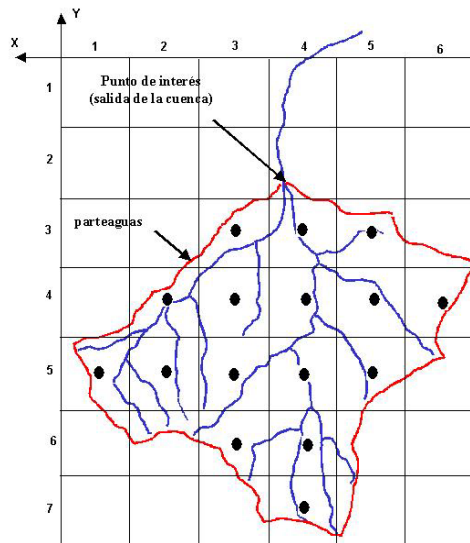 Y
X
1 2 3 4 5 6
1
Punto de interés
(salida de la cuenca)
2
parteaguas
3
4
5
6
7